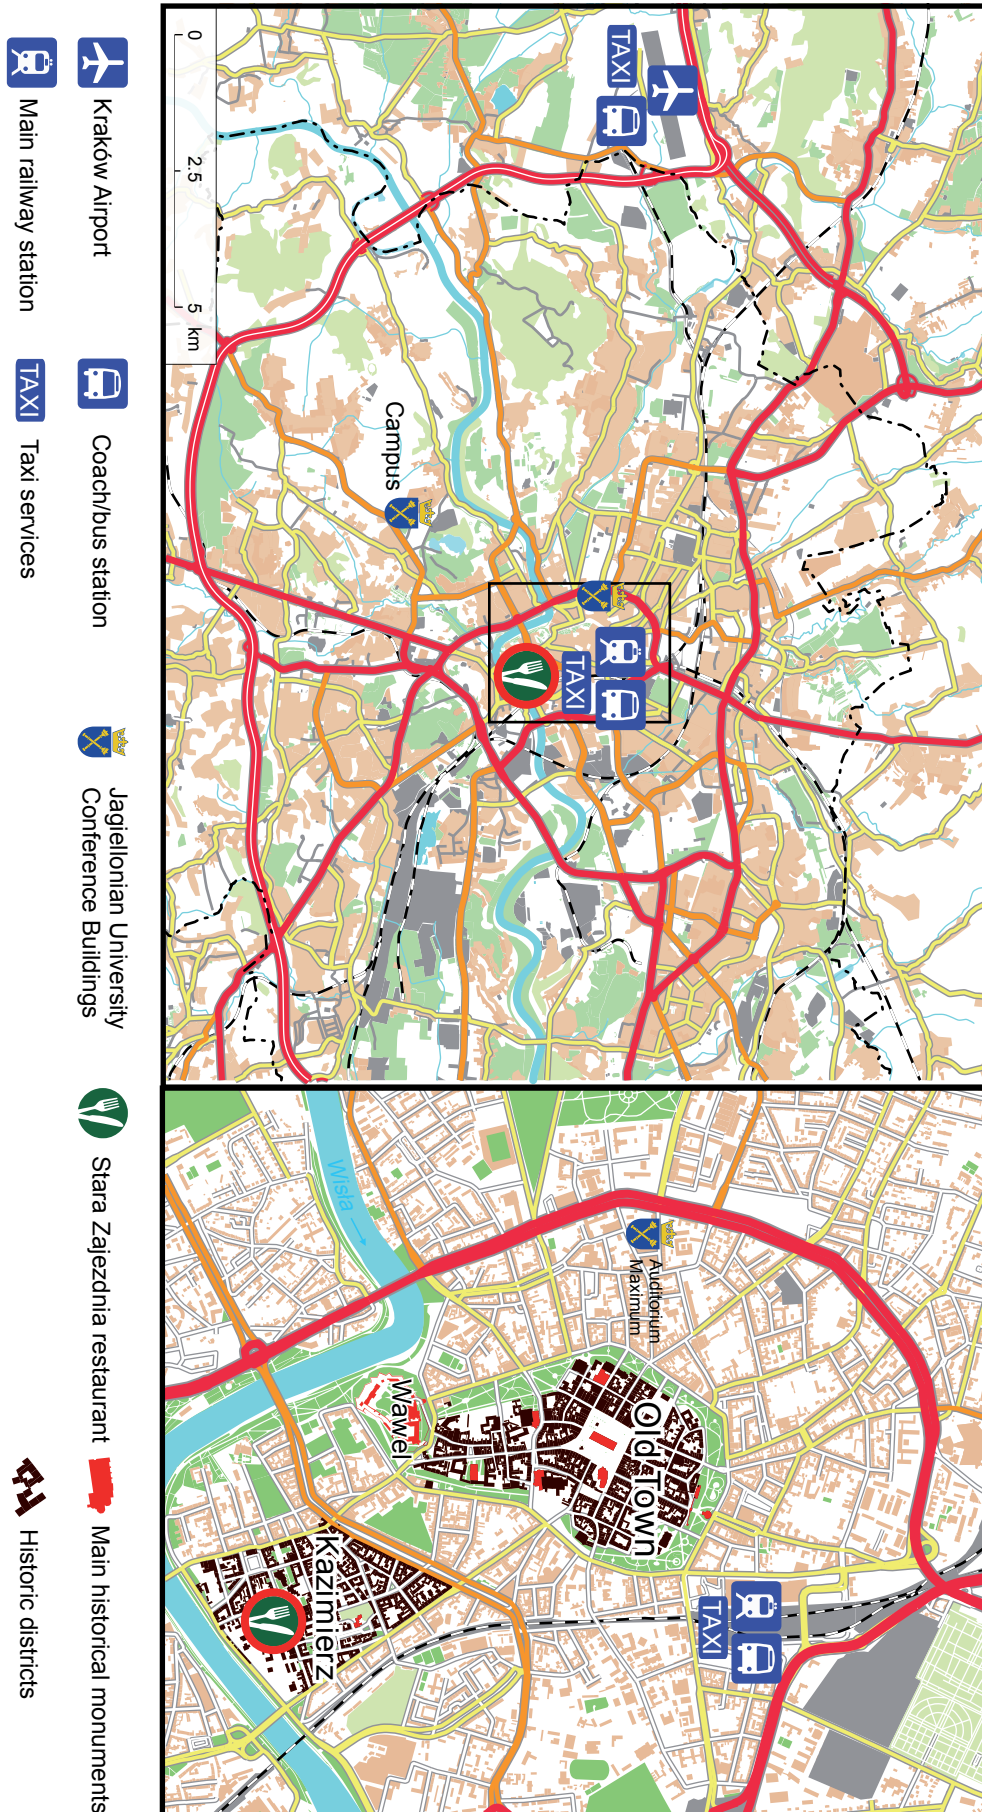 TAXI
0
2.5
5 km
Campus
TAXI
Wisła
Auditorium
Maximum
Old Town
Wawel
Kazimierz
TAXI
Kraków Airport
Main railway station
Coach/bus station
TAXI
Taxi services
Jagiellonian University
Conference Buildings
Stara Zajezdnia restaurant
Main historical monuments
Historic districts